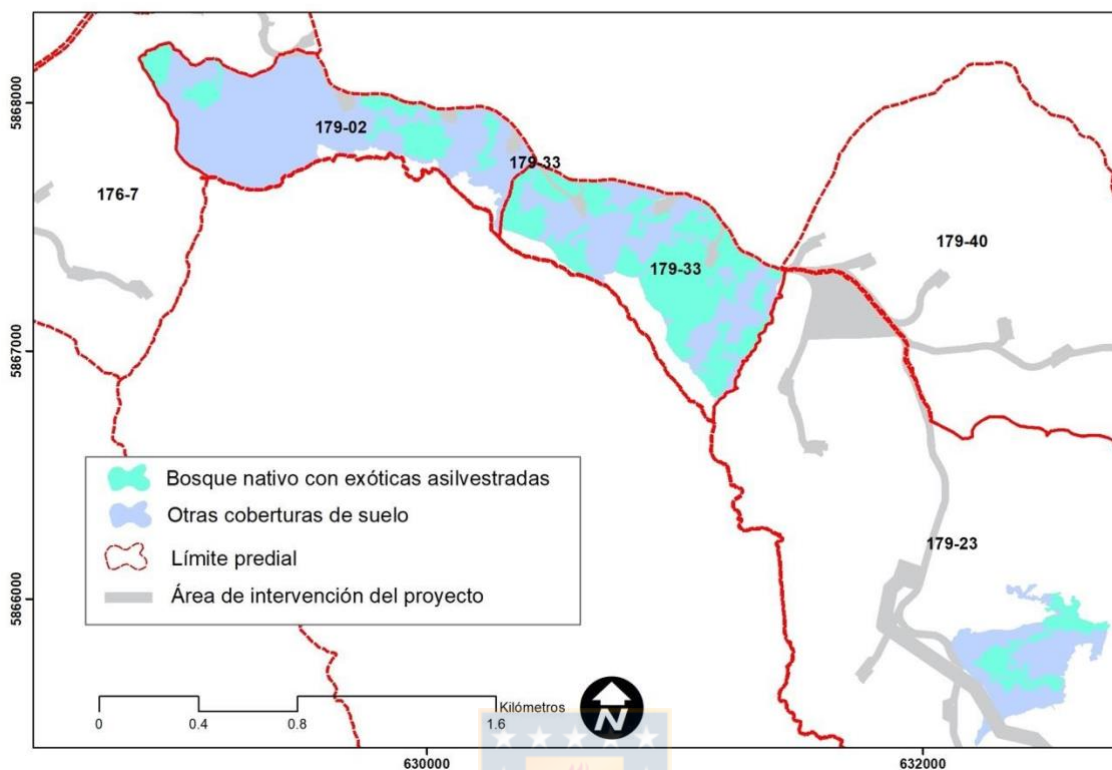 5868000
5867000
5866000
179-02
179-33
176-7
179-33
179-40
179-23
Bosque nativo con exóticas asilvestradas
Otras coberturas de suelo
Límite predial
Área de intervención del proyecto
Kilómetros
0 0.4 0.8 1.6
N
630000 632000